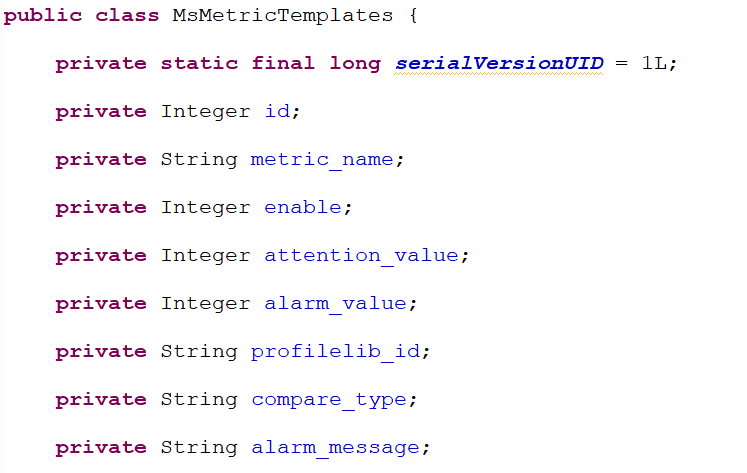 public class MsMetricTemplates {
private static final long serialVersionUID = 1L;
private Integer id;
private String metric_name;
private Integer enable;
private Integer attention_value;
private Integer alarm_value;
private String profilelib_id;
private String compare_type;
private String alarm_message;